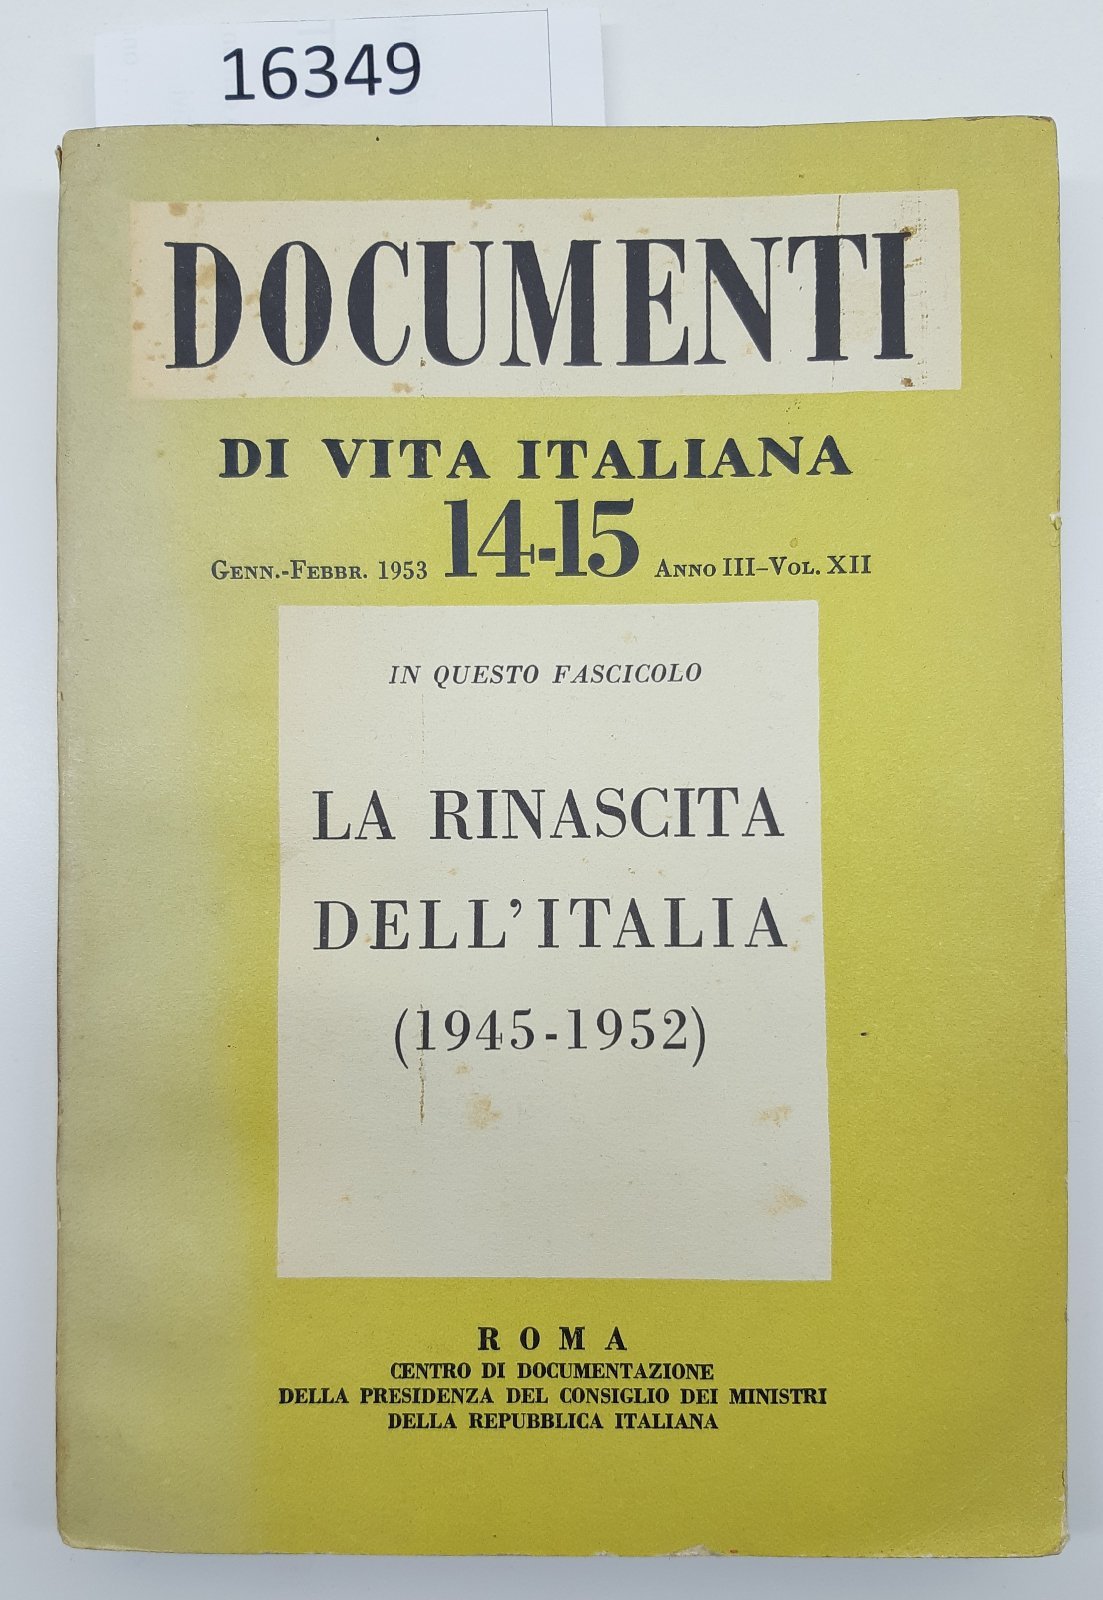 16349
DOCUMENTI
DI VITA ITALIANA
GENN.-FEBBR. 1953 14-15 ANNO III-VOL. XII
IN QUESTO FASCICOLO
LA RINASCITA
DELL'ITALIA
(1945-1952)
ROMA
CENTRO DI DOCUMENTAZIONE
DELLA PRESIDENZA DEL CONSIGLIO DEI MINISTRI
DELLA REPUBBLICA ITALIANA